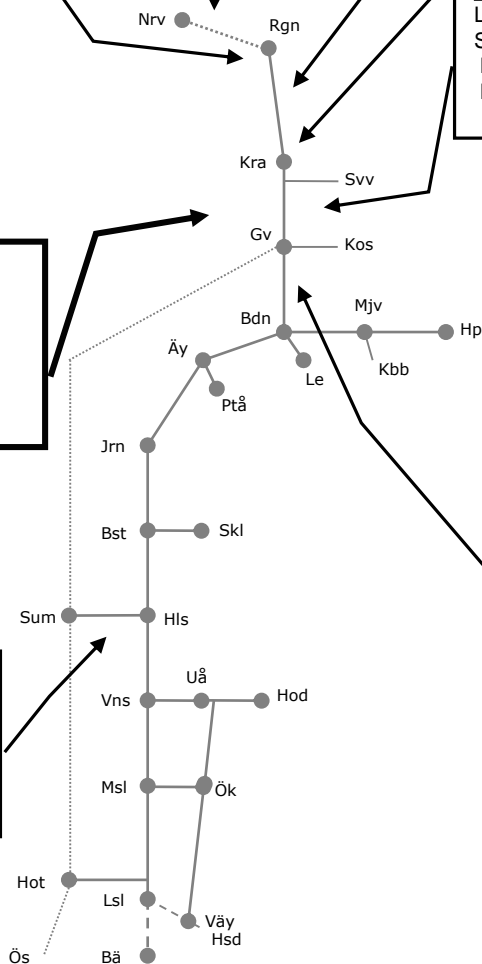 Nrv
Rgn
L
S
Kra
Svv
Gv
Kos
Bdn
Mjv
Hp
Äy
Le
Kbb
Ptå
Jrn
Bst
Skl
Sum
Hls
Uå
Vns
Hod
Msl
Ök
Hot
Lsl
Väy
Hsd
Ös
Bä